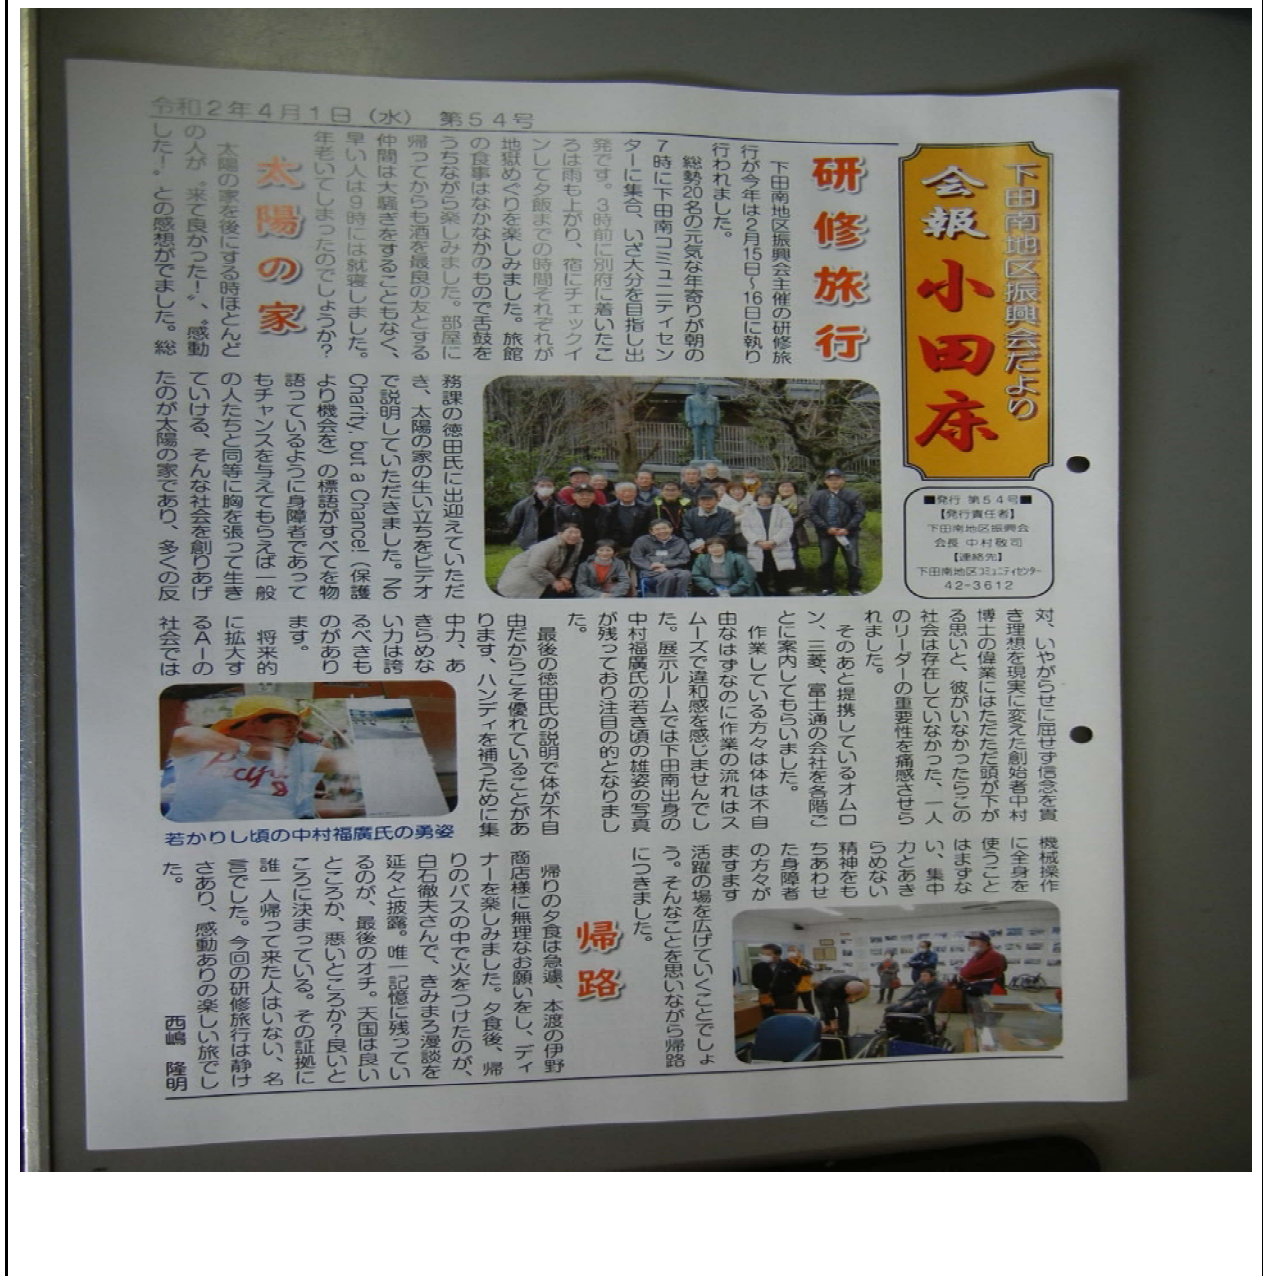 令和2年4月1日（水）　第54号
下田南地区振興会だより
会報 小田床
■発行 第54号■
【発行責任者】
下田南地区振興会
会長 中村敬司
【連絡先】
下田南地区コミュニティセンター
42-3612
研修旅行
下田南地区振興会主催の研修旅
行が今年は2月15日～16日に執り
行われました。
総勢20名の元気な年寄りが朝の
7時に下田南コミュニティセン
ターに集合、いざ大分を目指し出
発です。3時前に別府に着いたこ
ろは雨も上がり、宿にチェックイ
ンして夕飯までの時間それぞれが
地獄めぐりを楽しみました。旅館
の食事はなかなかのもので舌鼓を
うちながら楽しみました。部屋に
帰ってからも酒を最良の友とする
仲間は大騒ぎをすることもなく、
早い人は9時には就寝しました。
年老いてしまったのでしょうか？
太陽の家
太陽の家を後にする時ほとんど
の人が〝来て良かった！〟、〝感動
した！〟との感想がでました。総
務課の徳田氏に出迎えていただ
き、太陽の家の生い立ちをビデオ
で説明していただきました。No
Charity, but a Chance!（保護
より機会を）の標語がすべてを物
語っているように身障者であって
もチャンスを与えてもらえば一般
の人たちと同等に胸を張って生き
ていける、そんな社会を創りあげ
たのが太陽の家であり、多くの反
対、いやがらせに屈せず信念を貫
き理想を現実に変えた創始者中村
博士の偉業にはただただ頭が下が
る思いと、彼がいなかったらこの
社会は存在していなかった、一人
のリーダーの重要性を痛感させら
れました。
そのあと提携しているオムロ
ン、三菱、富士通の会社を各階ご
とに案内してもらいました。
作業している方々は体は不自
由なはずなのに作業の流れはス
ムーズで違和感を感じませんでし
た。展示ルームでは下田南出身の
中村福廣氏の若き頃の雄姿の写真
が残っており注目の的となりまし
た。
最後の徳田氏の説明で体が不自
由だからこそ優れていることがあ
ります、ハンディを補うために集
中力、あ
きらめな
い力は誇
るべきも
のがあり
ます。
将来的
に拡大す
るAIの
社会では
若かりし頃の中村福廣氏の勇姿
機械操作
に全身を
使うこと
はまずな
い、集中
力とあき
らめない
精神をも
ちあわせ
た身障者
の方々が
ますます
活躍の場を広げていくことでしょ
う。そんなことを思いながら帰路
につきました。
帰路
帰りの夕食は急遽、本渡の伊野
商店様に無理なお願いをし、ディ
ナーを楽しみました。夕食後、帰
りのバスの中で火をつけたのが、
白石徹夫さんで、きみまろ漫談を
延々と披露。唯一記憶に残ってい
るのが、最後のオチ。天国は良い
ところか、悪いところか？良いと
ころに決まっている。その証拠に
誰一人帰って来た人はいない、名
言でした。今回の研修旅行は静け
さあり、感動ありの楽しい旅でし
た。
西嶋　隆明